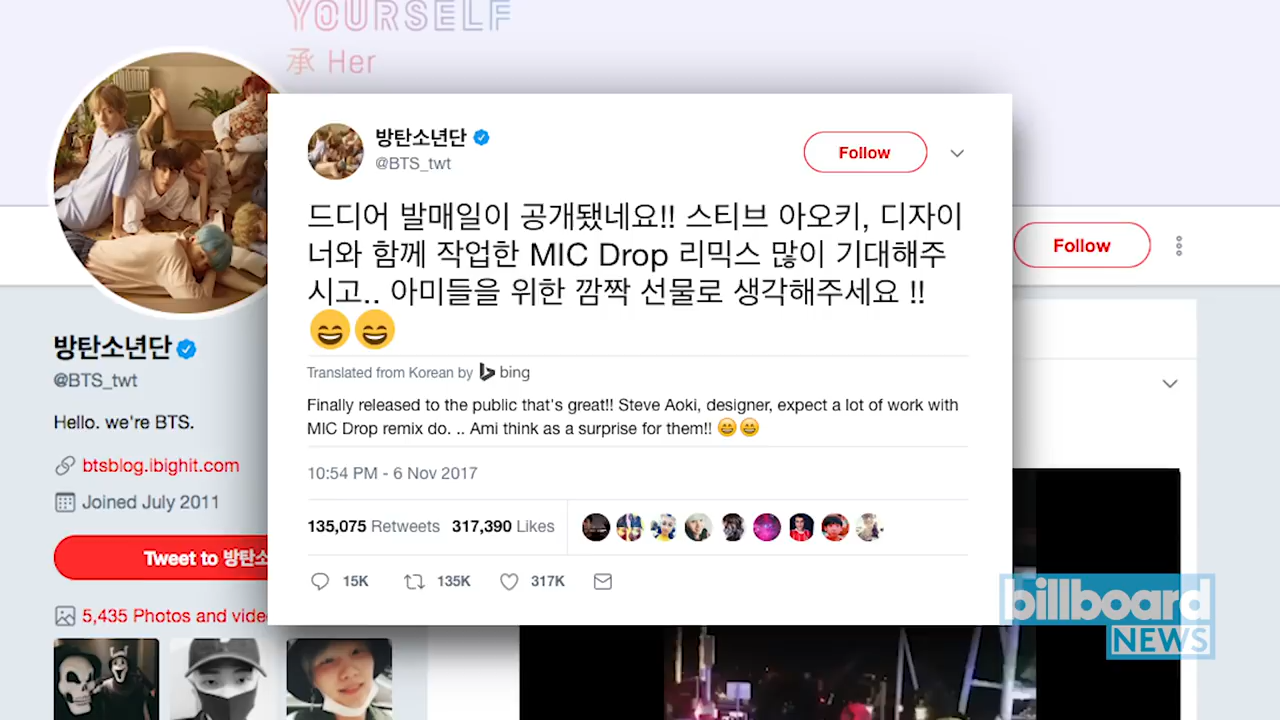 YOURSELF
承 Her
방탄소년단
@BTS_twt
Follow
드디어 발매일이 공개됐네요!! 스티브 아오키, 디자이
너와 함께 작업한 MIC Drop 리믹스 많이 기대해주
시고.. 아미들을 위한 깜짝 선물로 생각해주세요 !!
😄😄
Translated from Korean by bing
Finally released to the public that's great!! Steve Aoki, designer, expect a lot of work with
MIC Drop remix do. .. Ami think as a surprise for them!! 😄😄
10:54 PM - 6 Nov 2017
135,075 Retweets 317,390 Likes
15K 135K 317K
Follow
방탄소년단
@BTS_twt
Hello. we're BTS.
btsblog.ibighit.com
Joined July 2011
Tweet to 방탄소
5,435 Photos and vide
billboard
NEWS